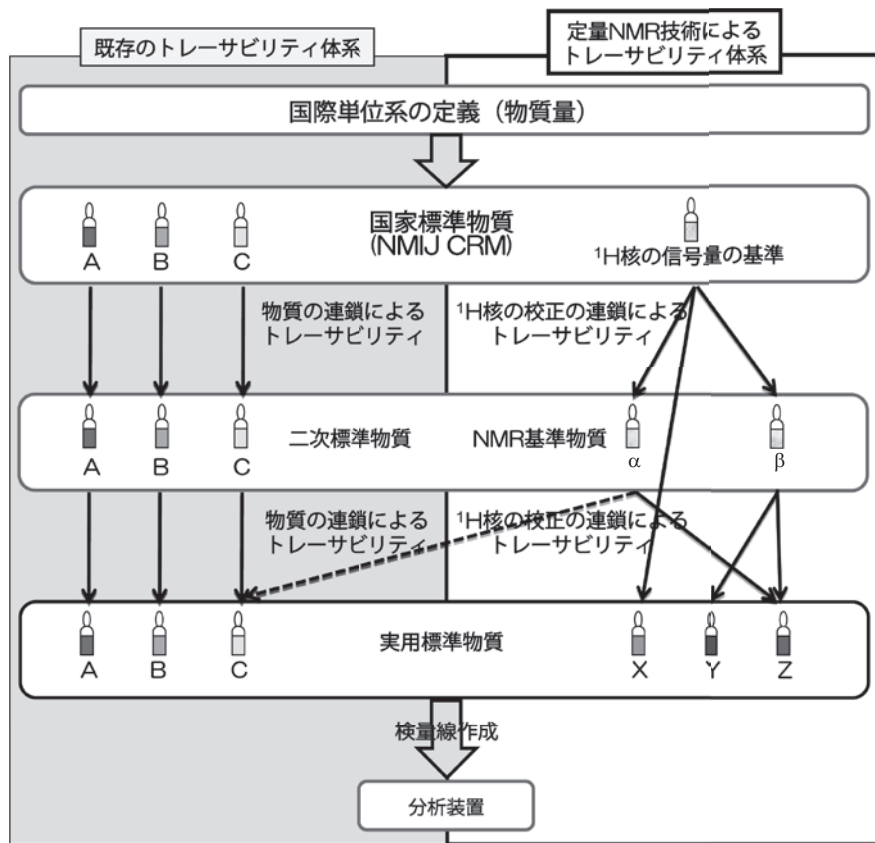 既存のトレーサビリティ体系
定量NMR技術による
トレーサビリティ体系
国際単位系の定義（物質量）
国家標準物質
(NMIJ CRM)
A
B
C
¹H核の信号量の基準
物質の連鎖による
トレーサビリティ
¹H核の校正の連鎖による
トレーサビリティ
A
B
C
二次標準物質
NMR基準物質
α
β
物質の連鎖による
トレーサビリティ
¹H核の校正の連鎖による
トレーサビリティ
A
B
C
実用標準物質
X
Y
Z
検量線作成
分析装置